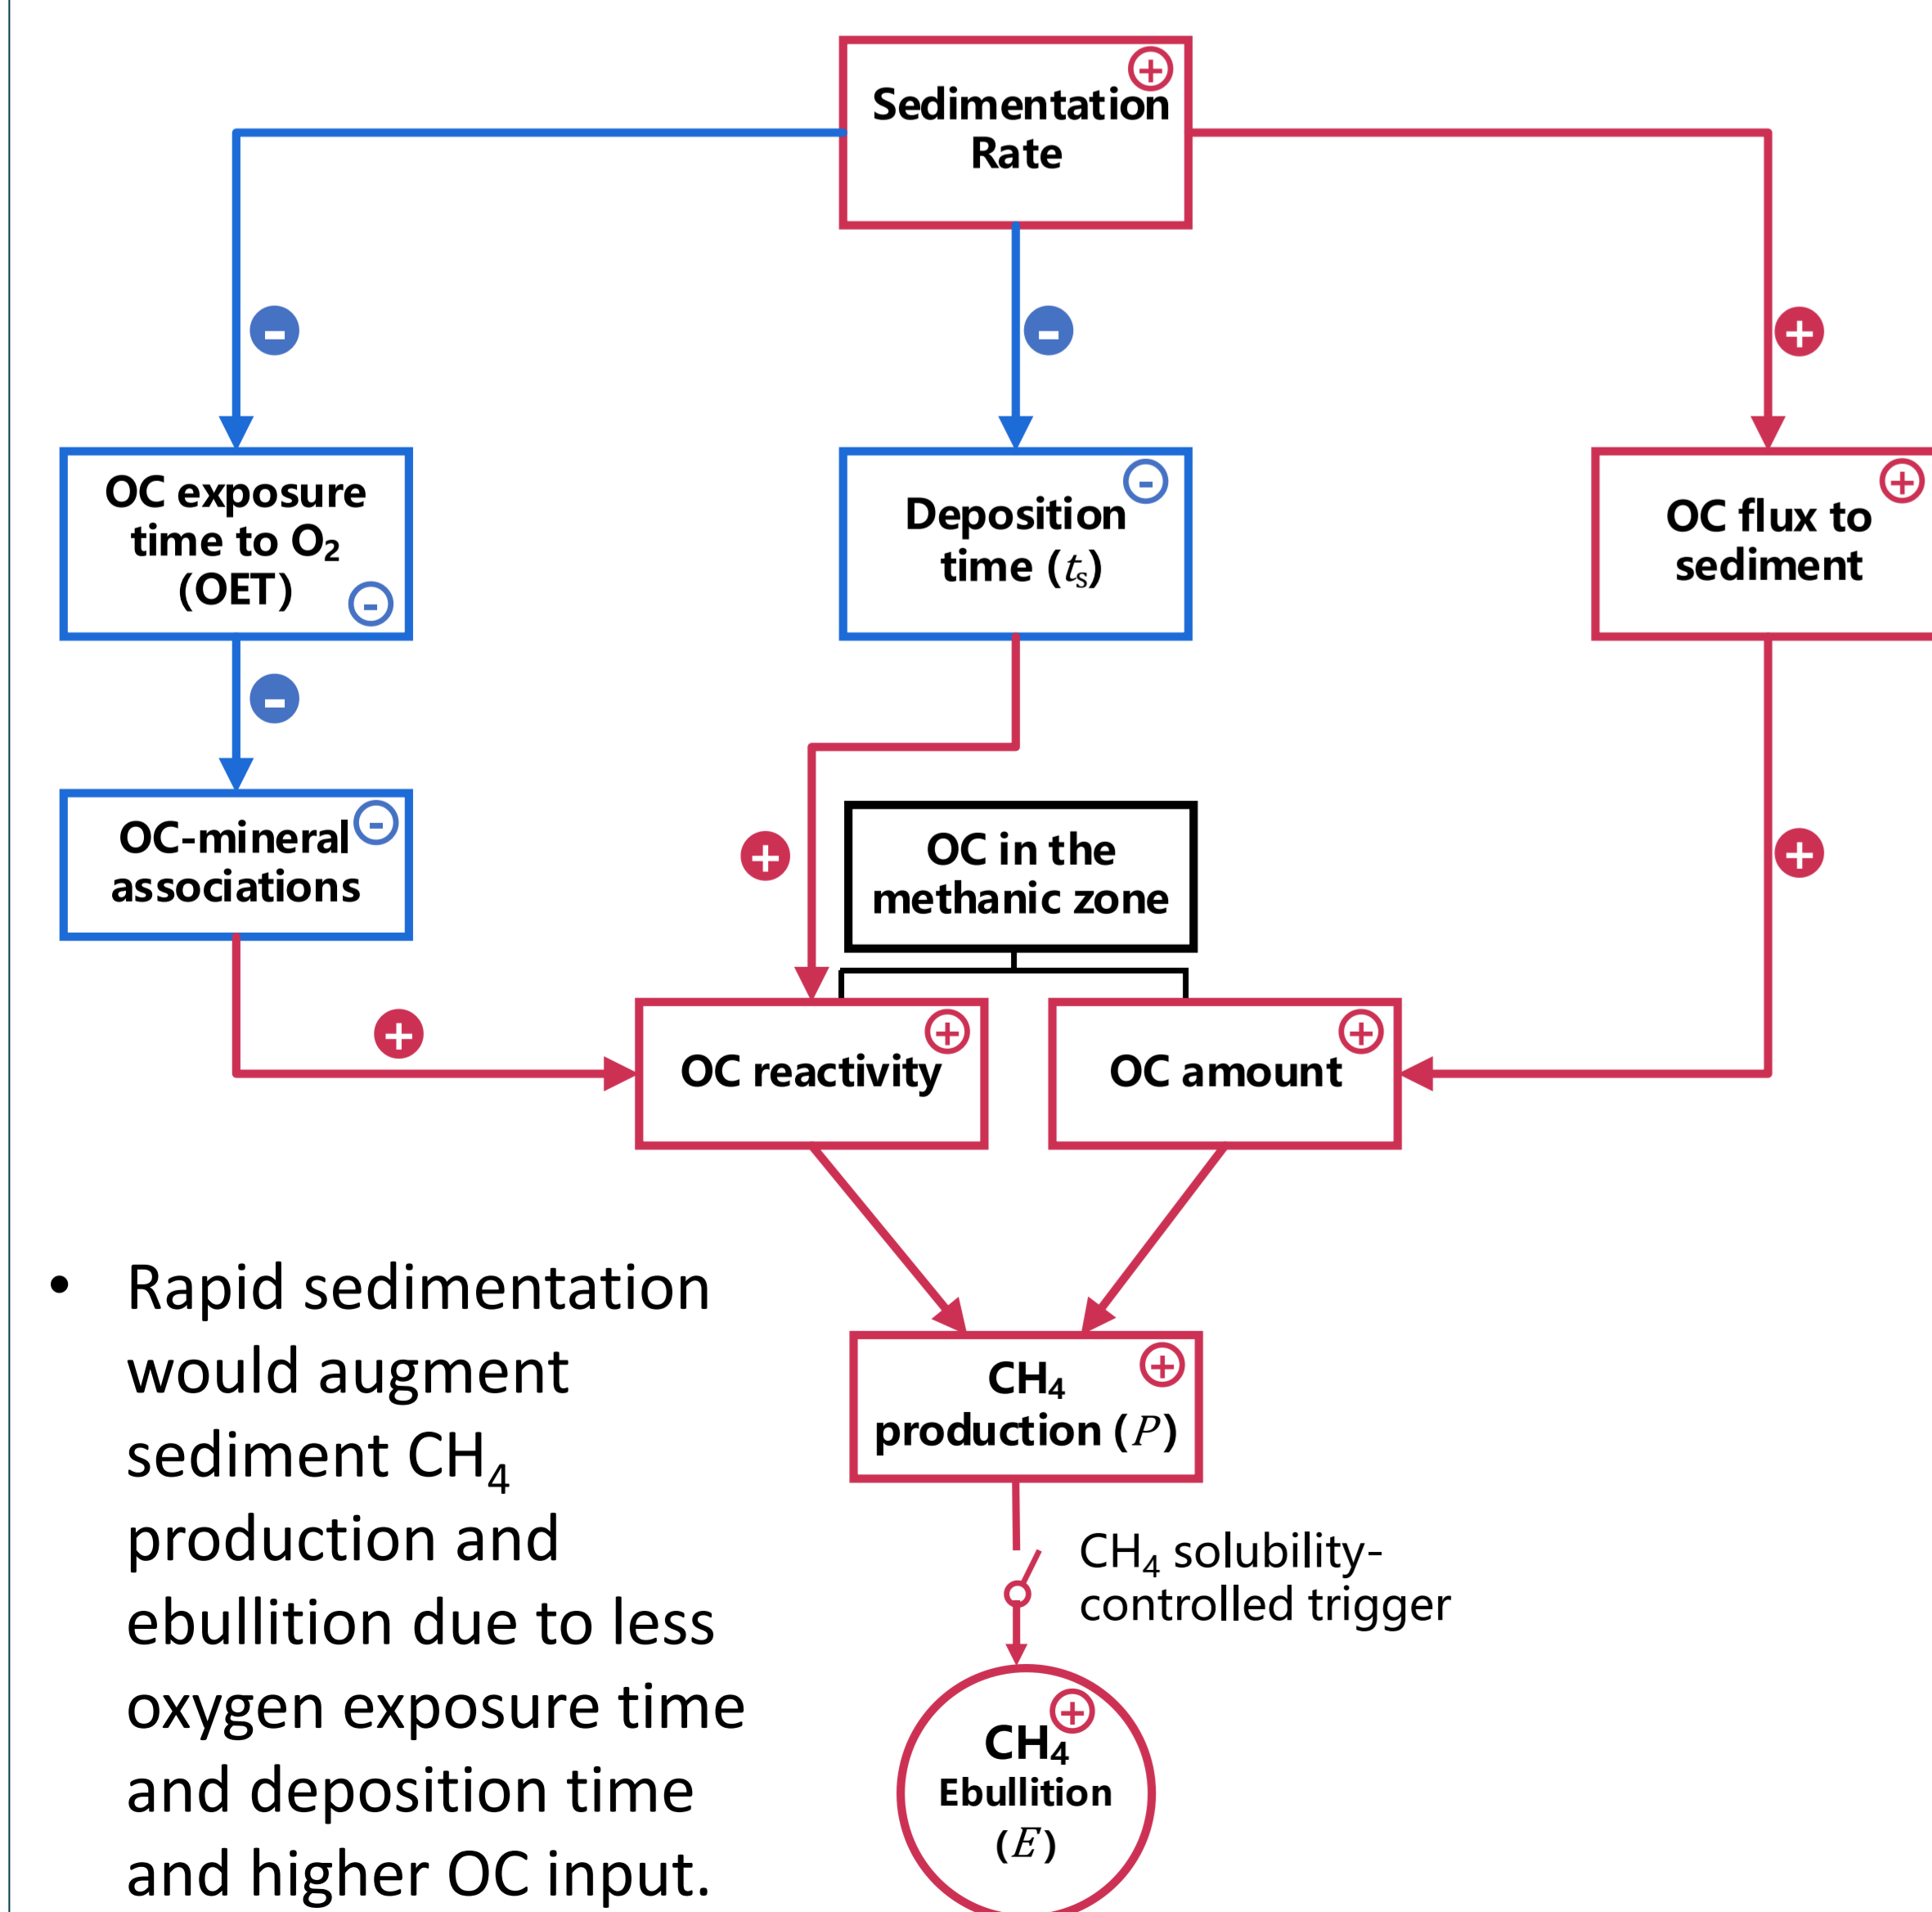 Sedimentation
Rate
+
-
-
+
OC exposure
time to O₂
(OET)
-
Deposition
time (tₛ)
-
OC flux to
sediment
+
-
OC-mineral
associations
-
+
OC in the
methanic zone
+
+
OC reactivity
+
OC amount
+
CH₄
production (P)
+
CH₄ solubility-
controlled trigger
CH₄
Ebullition
(E)
+
• Rapid sedimentation
would augment
sediment CH₄
production and
ebullition due to less
oxygen exposure time
and deposition time
and higher OC input.